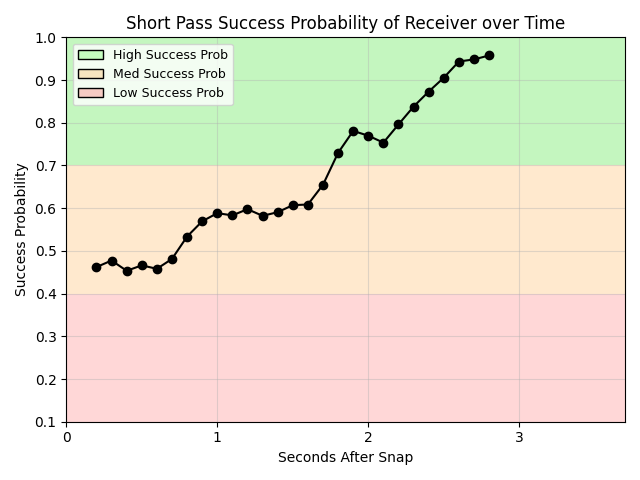 Short Pass Success Probability of Receiver over Time
1.0
0.9
0.8
0.7
0.6
0.5
0.4
0.3
0.2
0.1
High Success Prob
Med Success Prob
Low Success Prob
Success Probability
0 1 2 3
Seconds After Snap